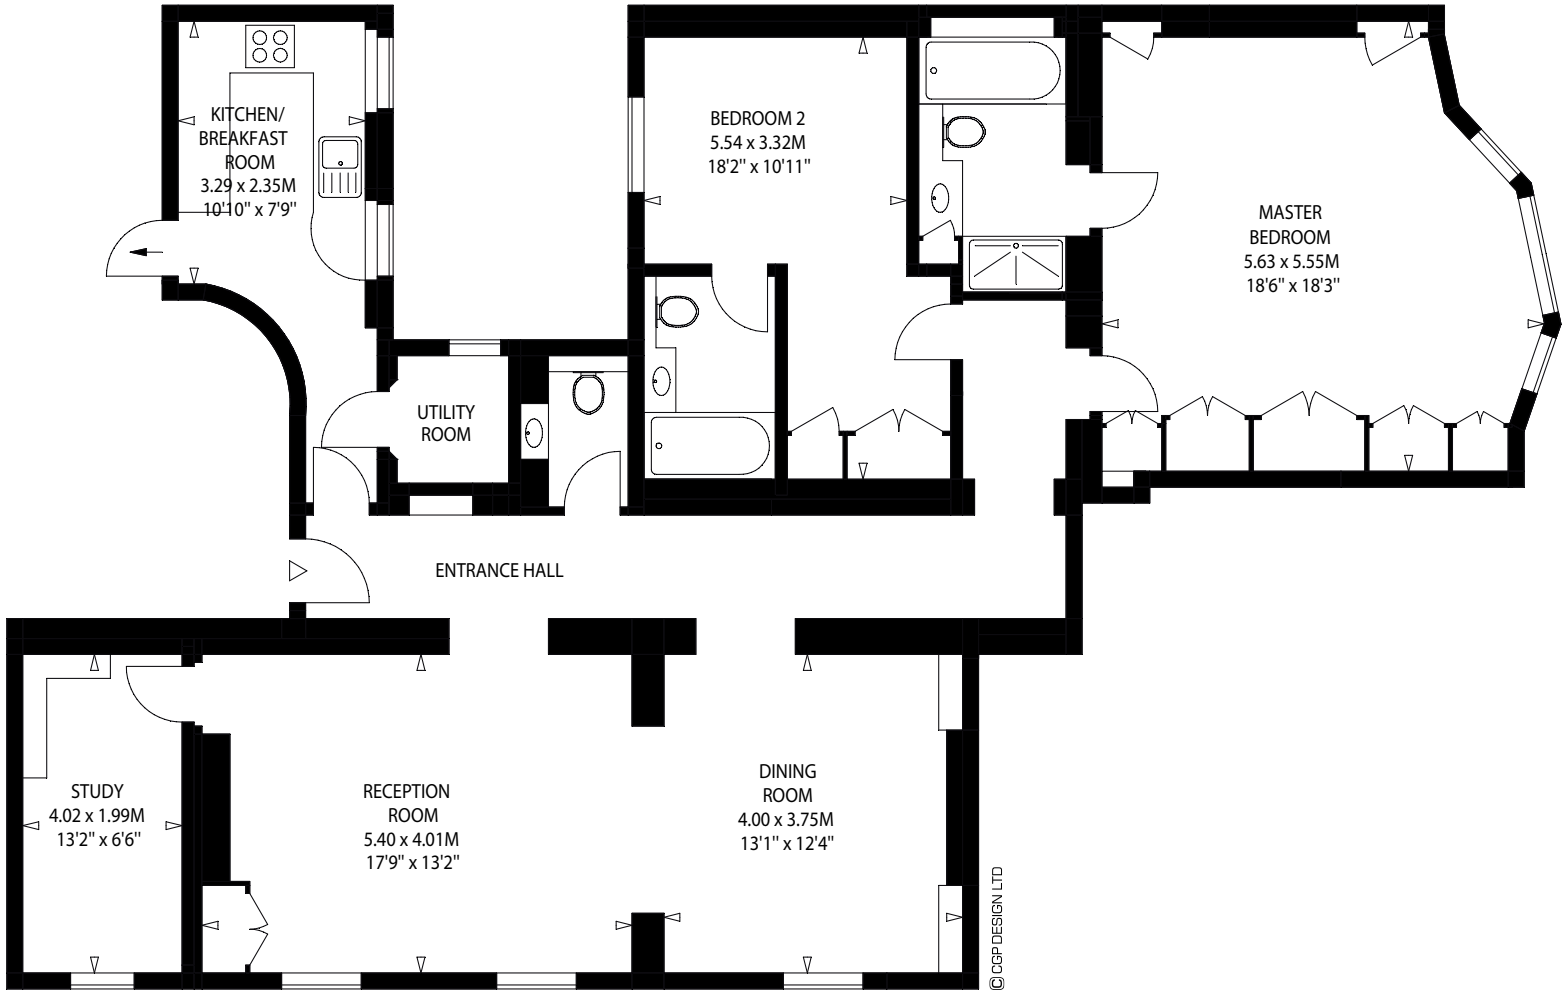 KITCHEN/
BREAKFAST
ROOM
3.29 x 2.35M
10'10" x 7'9"
BEDROOM 2
5.54 x 3.32M
18'2" x 10'11"
MASTER
BEDROOM
5.63 x 5.55M
18'6" x 18'3"
UTILITY
ROOM
ENTRANCE HALL
STUDY
4.02 x 1.99M
13'2" x 6'6"
RECEPTION
ROOM
5.40 x 4.01M
17'9" x 13'2"
DINING
ROOM
4.00 x 3.75M
13'1" x 12'4"
© CGP DESIGN LTD